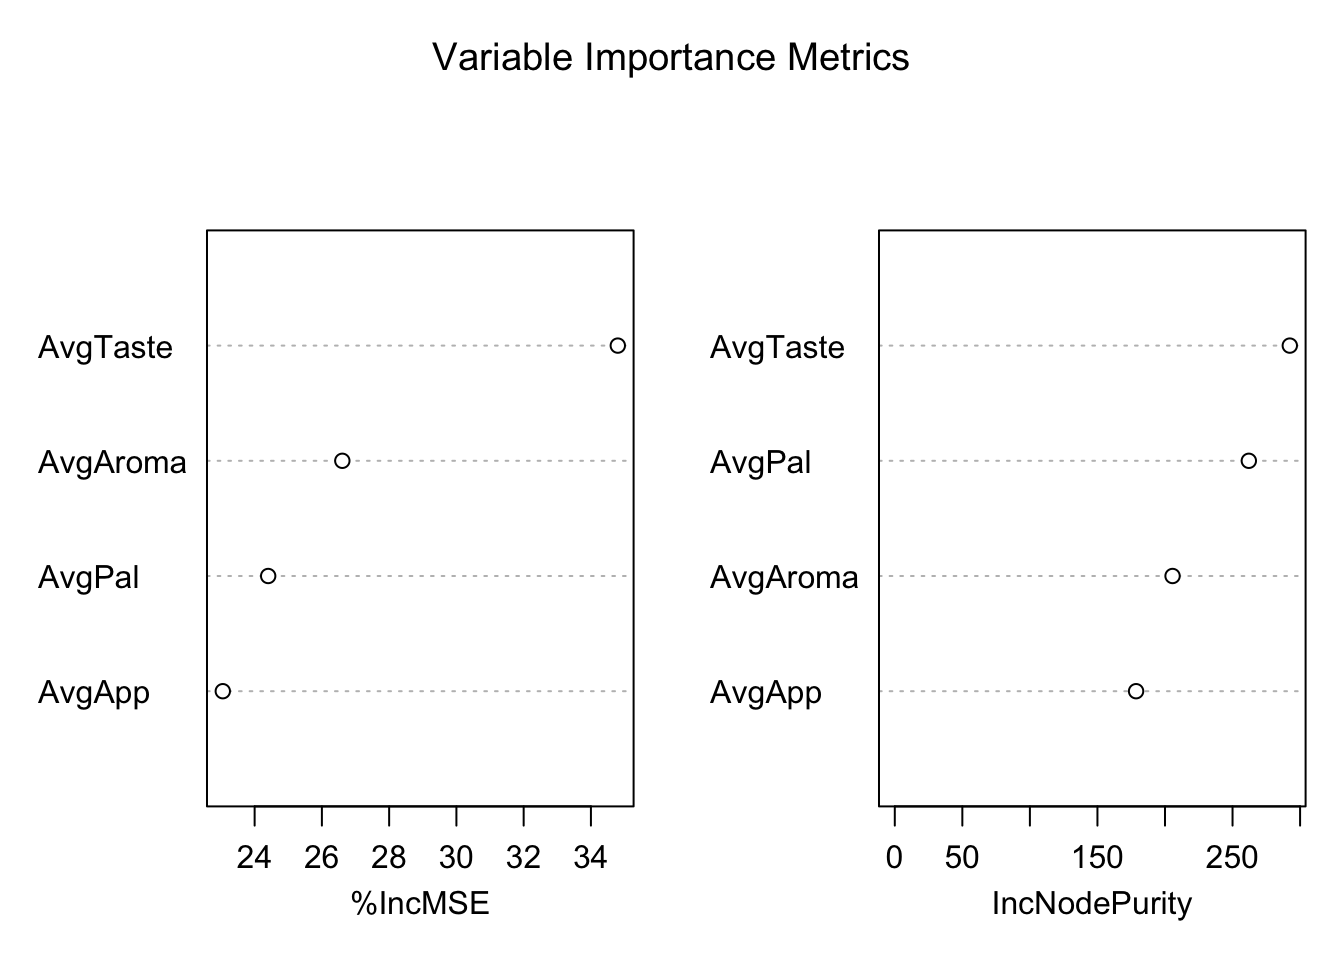 Variable Importance Metrics
AvgTaste
AvgAroma
AvgPal
AvgApp
24 26 28 30 32 34
%IncMSE
AvgTaste
AvgPal
AvgAroma
AvgApp
0 50 150 250
IncNodePurity